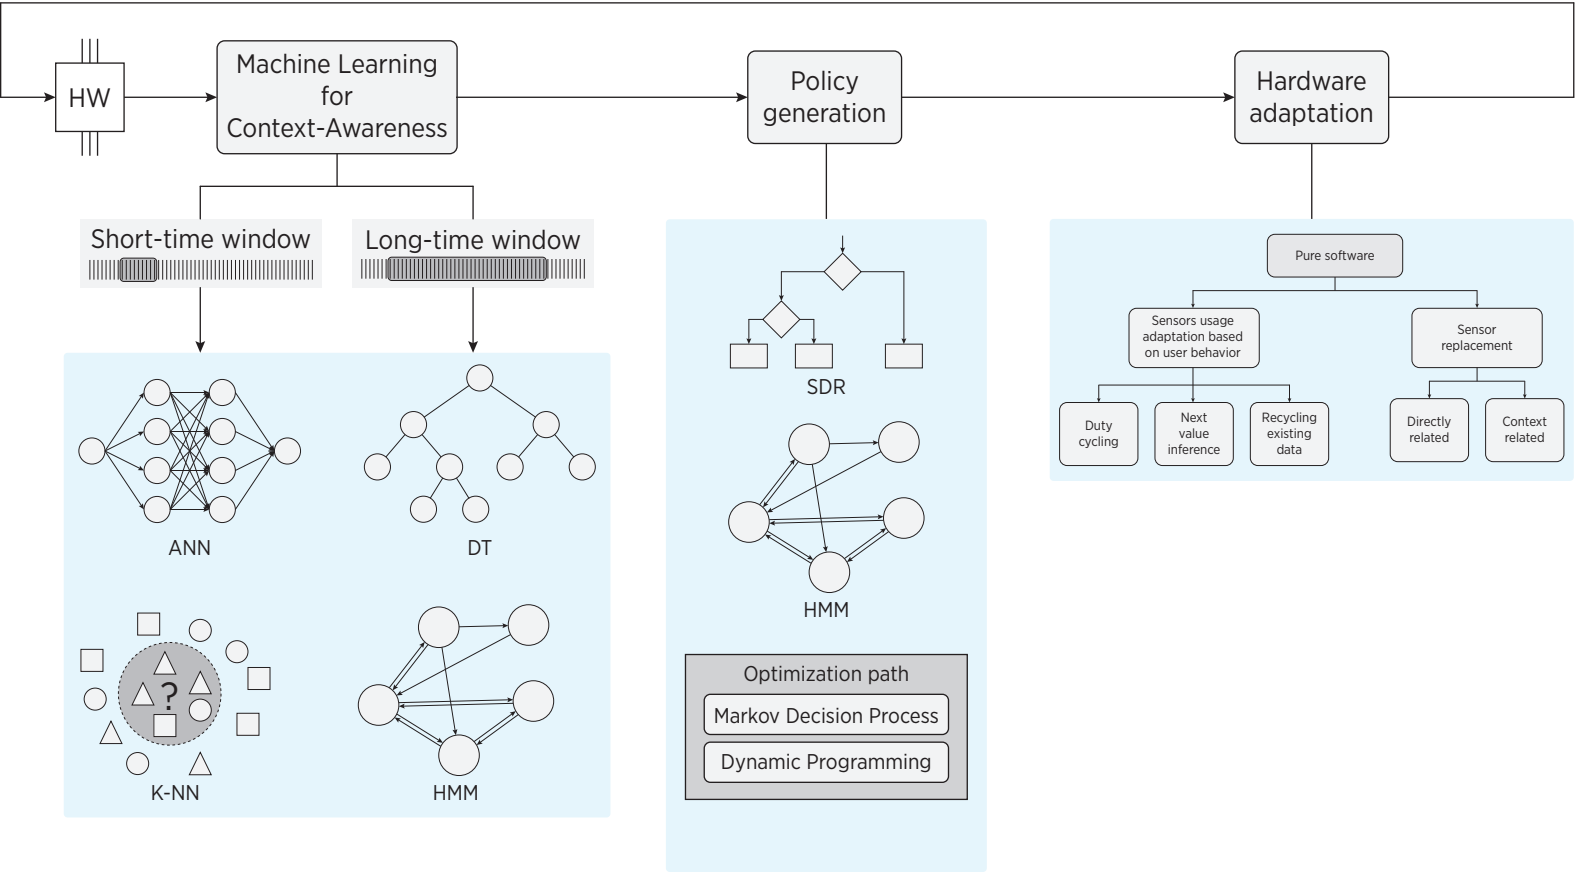 HW
Machine Learning
for
Context-Awareness
Policy
generation
Hardware
adaptation
Short-time window
Long-time window
ANN
DT
?
K-NN
HMM
SDR
HMM
Optimization path
Markov Decision Process
Dynamic Programming
Pure software
Sensors usage
adaptation based
on user behavior
Sensor
replacement
Duty
cycling
Next
value
inference
Recycling
existing
data
Directly
related
Context
related